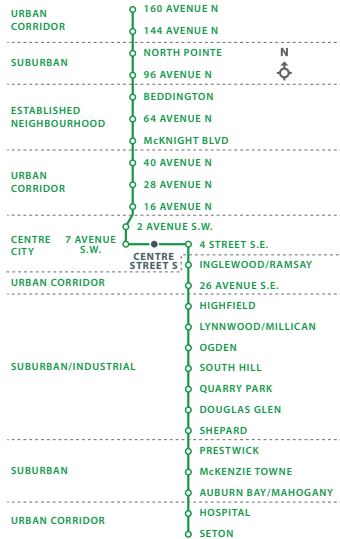 160 AVENUE N
URBAN
CORRIDOR
144 AVENUE N
NORTH POINTE
N
SUBURBAN
96 AVENUE N
BEDDINGTON
ESTABLISHED
NEIGHBOURHOOD
64 AVENUE N
McKNIGHT BLVD
40 AVENUE N
URBAN
CORRIDOR
28 AVENUE N
16 AVENUE N
2 AVENUE S.W.
CENTRE
CITY
7 AVENUE
S.W.
4 STREET S.E.
CENTRE
STREET S
INGLEWOOD/RAMSAY
URBAN CORRIDOR
26 AVENUE S.E.
HIGHFIELD
LYNNWOOD/MILLICAN
OGDEN
SUBURBAN/INDUSTRIAL
SOUTH HILL
QUARRY PARK
DOUGLAS GLEN
SHEPARD
PRESTWICK
SUBURBAN
McKENZIE TOWNE
AUBURN BAY/MAHOGANY
HOSPITAL
URBAN CORRIDOR
SETON